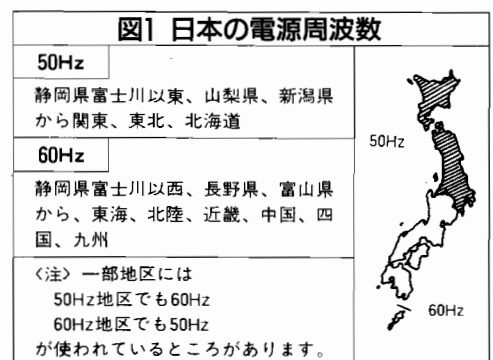 図1 日本の電源周波数
50Hz
静岡県富士川以東、山梨県、新潟県
から関東、東北、北海道
60Hz
静岡県富士川以西、長野県、富山県
から、東海、北陸、近畿、中国、四
国、九州
〈注〉一部地区には
50Hz地区でも60Hz
60Hz地区でも50Hz
が使われているところがあります。
50Hz
60Hz